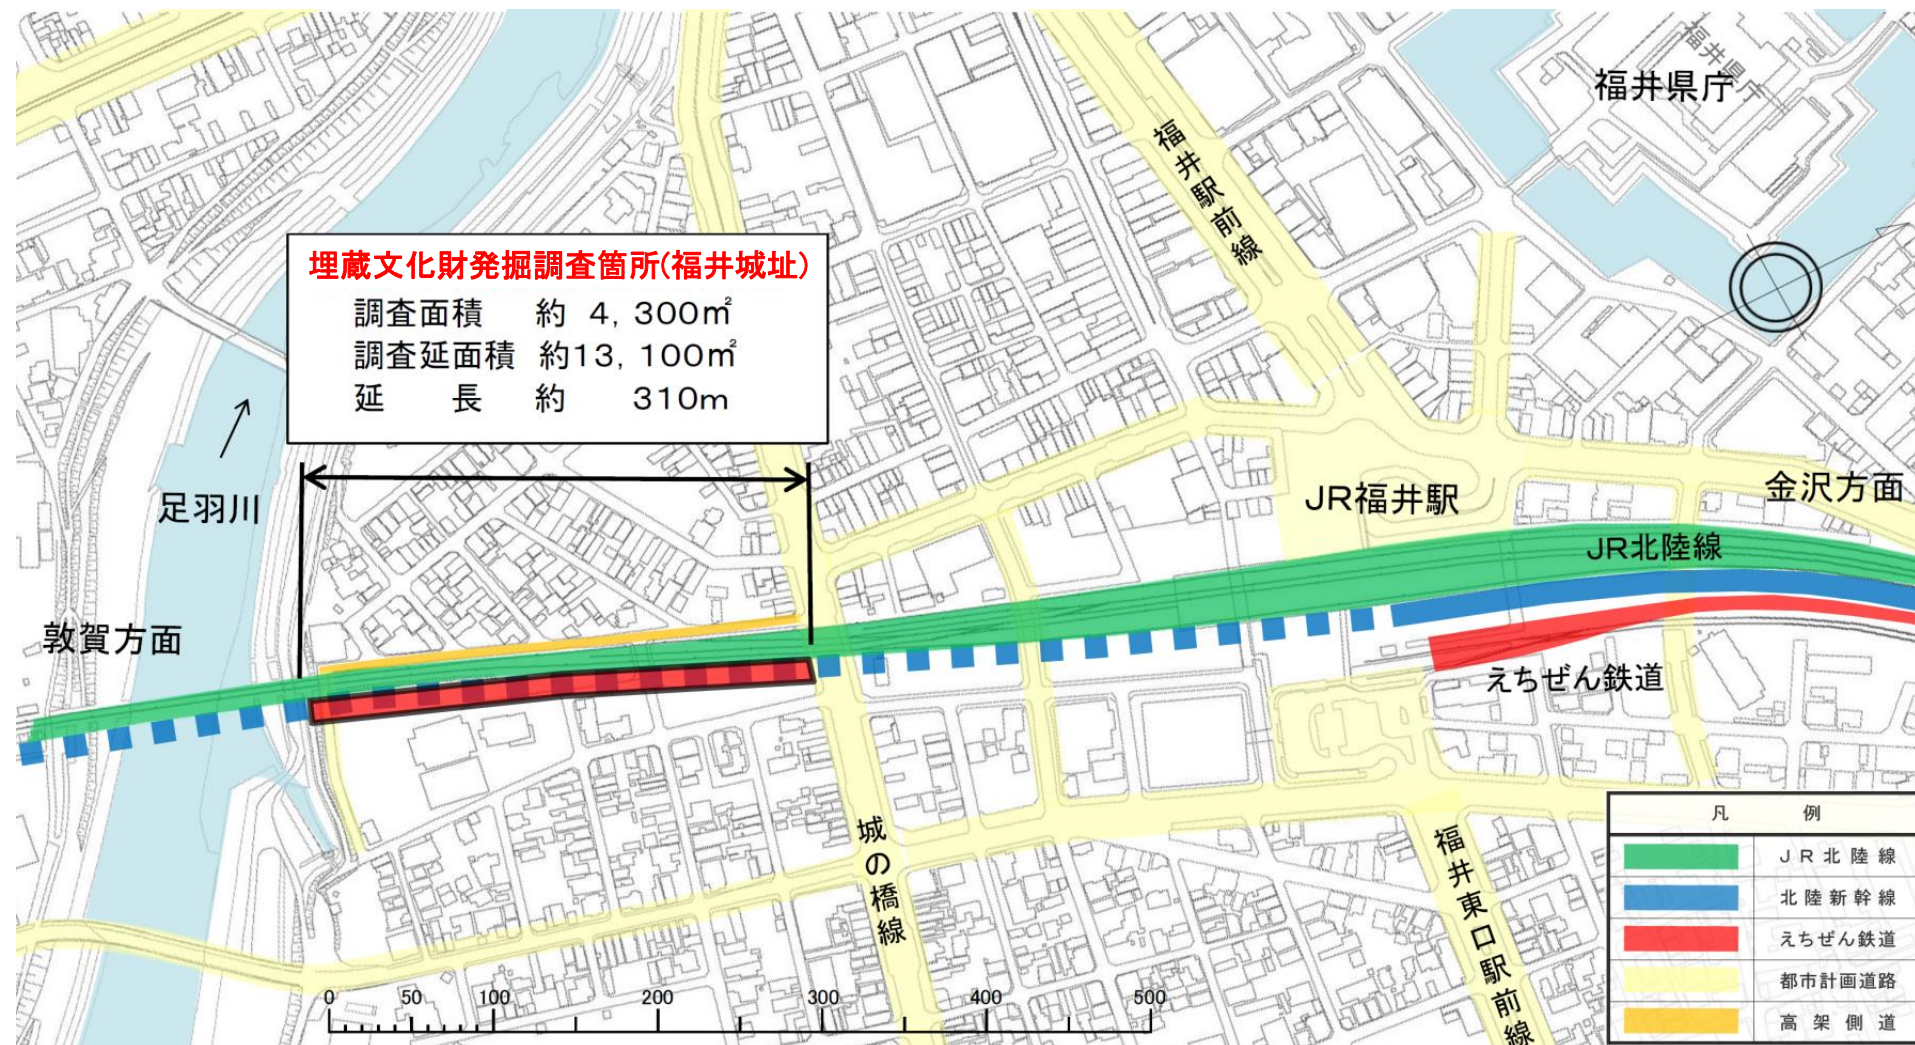 福井県庁
福井県庁
福井駅前線
埋蔵文化財発掘調査箇所(福井城址)
調査面積 約 4,300㎡
調査延面積 約13,100㎡
延 長 約 310m
足羽川
JR福井駅
金沢方面
JR北陸線
敦賀方面
えちぜん鉄道
城の橋線
福井東口駅前線
凡 例
JR北陸線
北陸新幹線
えちぜん鉄道
都市計画道路
高架側道
0 50 100 200 300 400 500